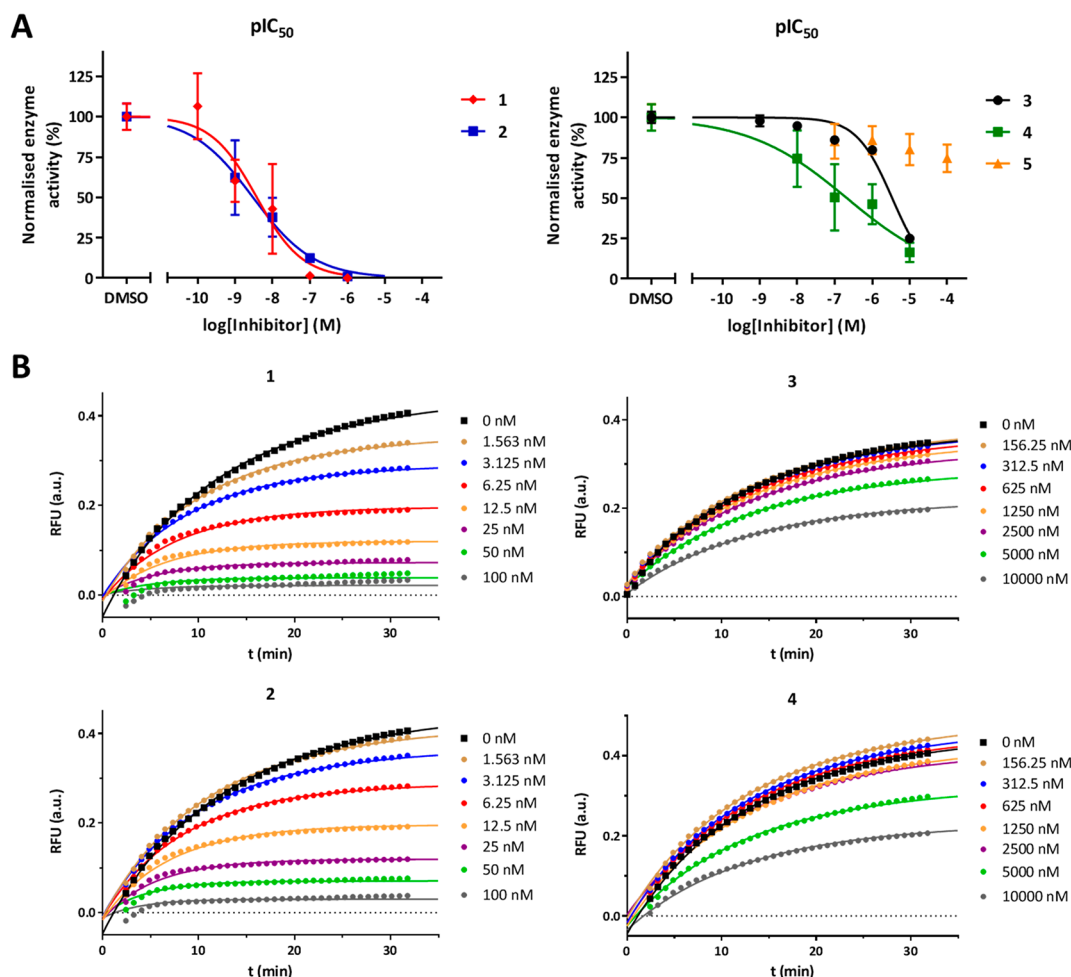 A
pIC50
Normalised enzyme
activity (%)
125
100
75
50
25
0
DMSO
-10
-9
-8
-7
-6
-5
-4
log[Inhibitor] (M)
1
2
pIC50
Normalised enzyme
activity (%)
125
100
75
50
25
0
DMSO
-10
-9
-8
-7
-6
-5
-4
log[Inhibitor] (M)
3
4
5
B
1
RFU (a.u.)
0.4
0.2
0.0
0
10
20
30
t (min)
0 nM
1.563 nM
3.125 nM
6.25 nM
12.5 nM
25 nM
50 nM
100 nM
3
RFU (a.u.)
0.4
0.2
0.0
0
10
20
30
t (min)
0 nM
156.25 nM
312.5 nM
625 nM
1250 nM
2500 nM
5000 nM
10000 nM
2
RFU (a.u.)
0.4
0.2
0.0
0
10
20
30
t (min)
0 nM
1.563 nM
3.125 nM
6.25 nM
12.5 nM
25 nM
50 nM
100 nM
4
RFU (a.u.)
0.4
0.2
0.0
0
10
20
30
t (min)
0 nM
156.25 nM
312.5 nM
625 nM
1250 nM
2500 nM
5000 nM
10000 nM